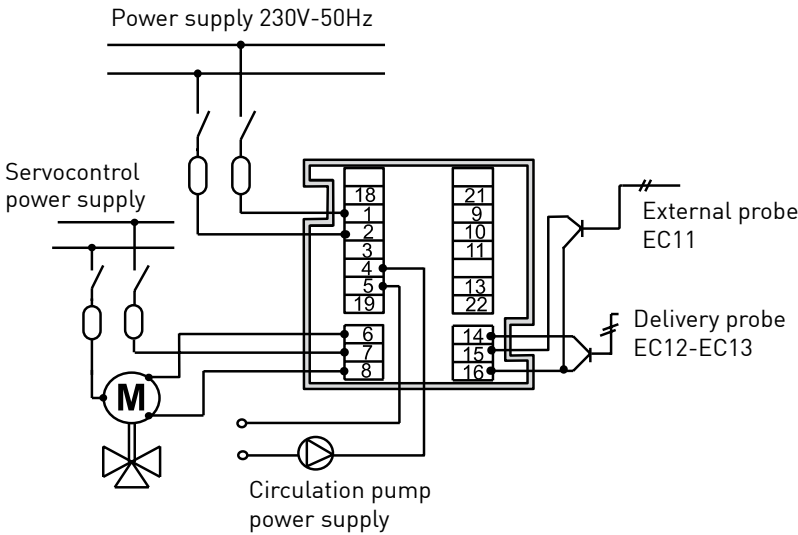 Power supply 230V-50Hz
Servocontrol
power supply
18
1
2
3
4
5
19
6
7
8
21
9
10
11
13
22
14
15
16
External probe
EC11
Delivery probe
EC12-EC13
M
Circulation pump
power supply